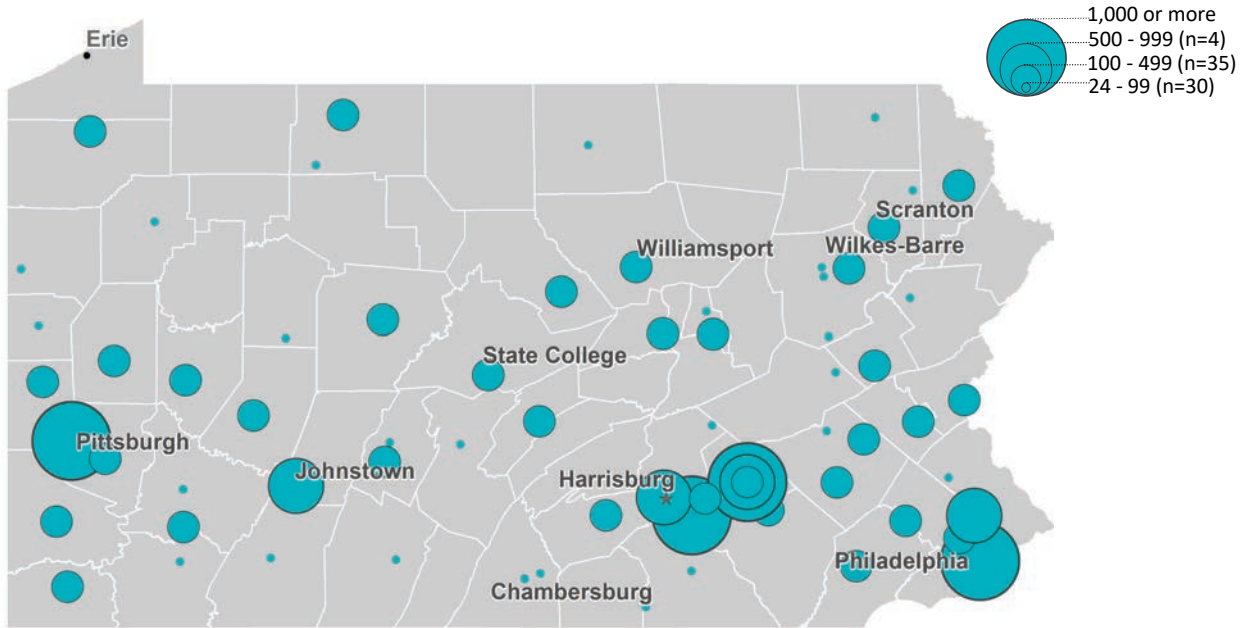 1,000 or more
500 - 999 (n=4)
100 - 499 (n=35)
24 - 99 (n=30)
Erie
Scranton
Williamsport
Wilkes-Barre
State College
Pittsburgh
Johnstown
Harrisburg
Philadelphia
Chambersburg